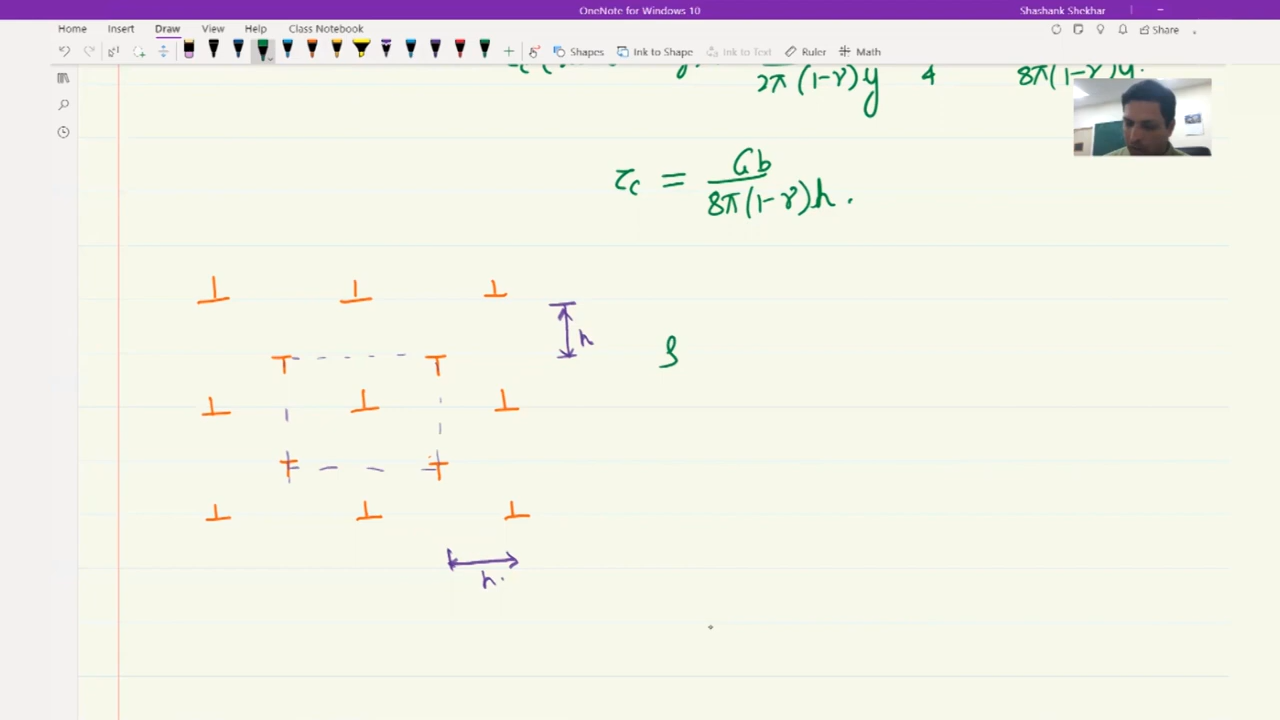 OneNote for Windows 10 Shashank Shekhar
Home Insert Draw View Help Class Notebook Share
Shapes Ink to Shape Ink to Text Ruler Math
2π(1-ν)y & 8π(1-ν)y.
τc = Gb / 8π(1-ν)h.
h
ρ
h.